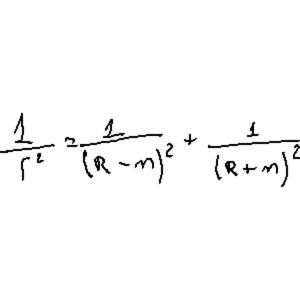 1/r² = 1/(R - n)² + 1/(R + n)²